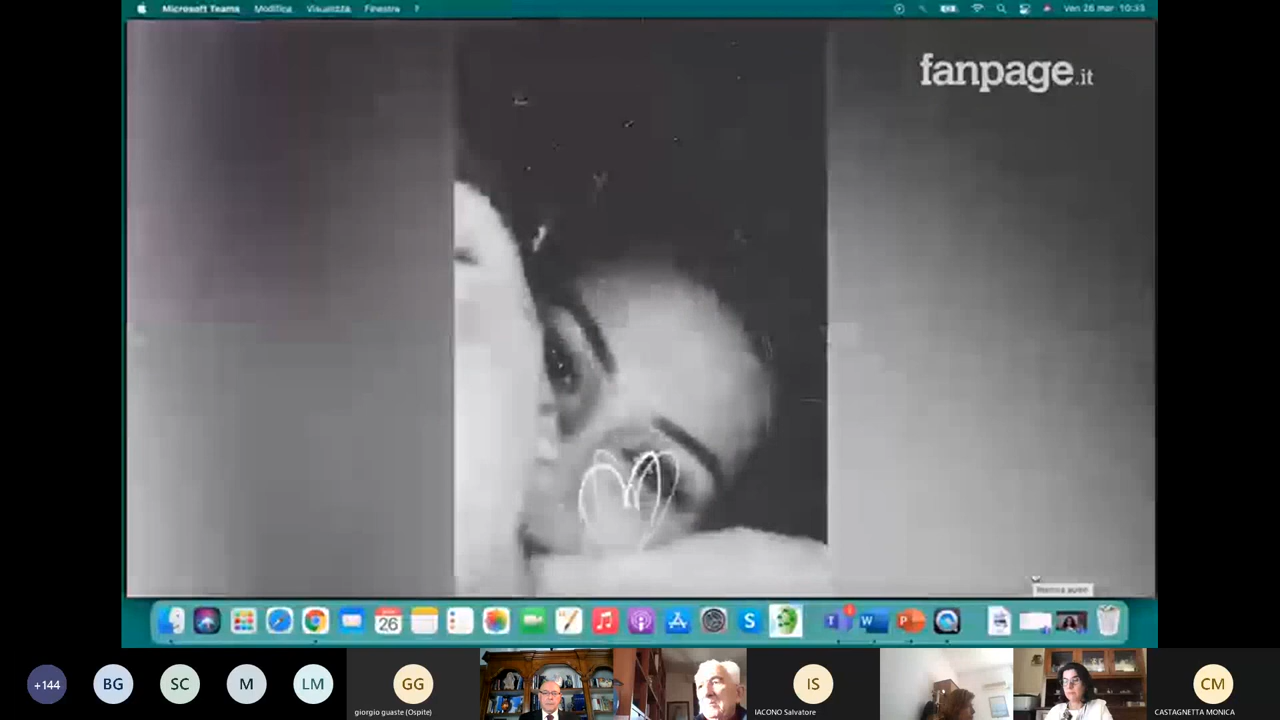 Microsoft Teams Modifica Visualizza Finestra ?
Ven 26 mar 10:33
fanpage.it
26
+144
BG
SC
M
LM
GG
giorgio guaste (Ospite)
IS
IACONO Salvatore
CM
CASTAGNETTA MONICA